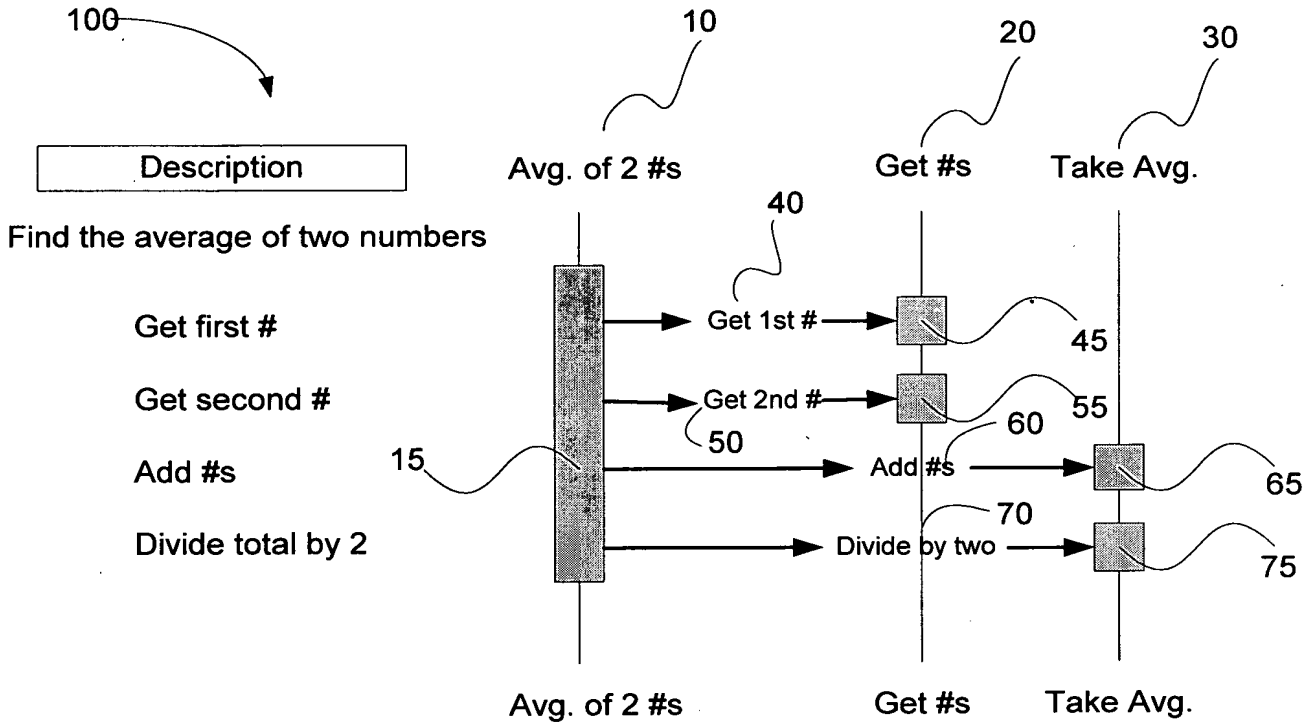 100
10
20
30
Description
Avg. of 2 #s
Get #s
Take Avg.
Find the average of two numbers
40
Get first #
Get 1st #
45
Get second #
Get 2nd #
55
50
60
Add #s
15
Add #s
65
70
Divide total by 2
Divide by two
75
Avg. of 2 #s
Get #s
Take Avg.